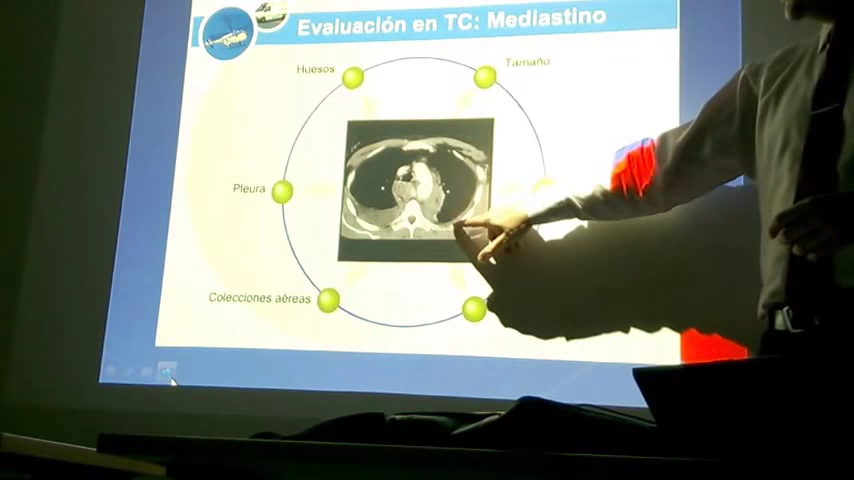 Evaluación en TC: Mediastino
Huesos
Tamaño
Pleura
Colecciones aéreas